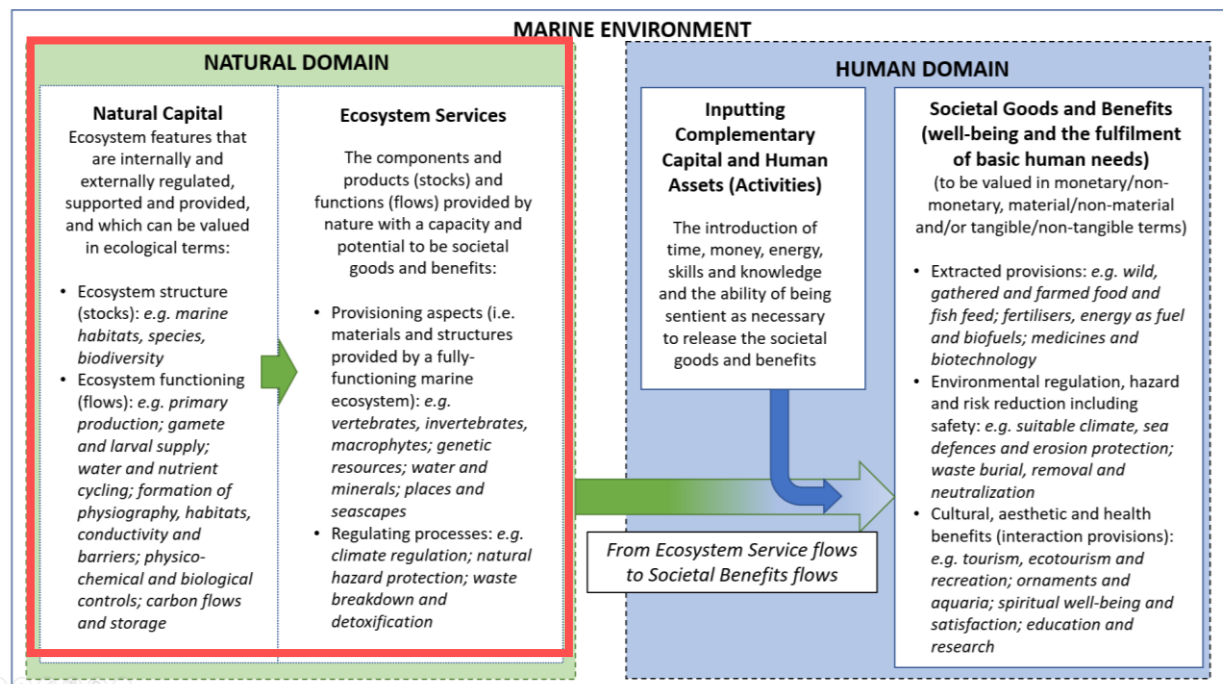 MARINE ENVIRONMENT
NATURAL DOMAIN
Natural Capital
Ecosystem features that
are internally and
externally regulated,
supported and provided,
and which can be valued
in ecological terms:
• Ecosystem structure
(stocks): e.g. marine
habitats, species,
biodiversity
• Ecosystem functioning
(flows): e.g. primary
production; gamete
and larval supply;
water and nutrient
cycling; formation of
physiography, habitats,
conductivity and
barriers; physico-
chemical and biological
controls; carbon flows
and storage
Ecosystem Services
The components and
products (stocks) and
functions (flows) provided by
nature with a capacity and
potential to be societal
goods and benefits:
• Provisioning aspects (i.e.
materials and structures
provided by a fully-
functioning marine
ecosystem): e.g.
vertebrates, invertebrates,
macrophytes; genetic
resources; water and
minerals; places and
seascapes
• Regulating processes: e.g.
climate regulation; natural
hazard protection; waste
breakdown and
detoxification
From Ecosystem Service flows
to Societal Benefits flows
HUMAN DOMAIN
Inputting
Complementary
Capital and Human
Assets (Activities)
The introduction of
time, money, energy,
skills and knowledge
and the ability of being
sentient as necessary
to release the societal
goods and benefits
Societal Goods and Benefits
(well-being and the fulfilment
of basic human needs)
(to be valued in monetary/non-
monetary, material/non-material
and/or tangible/non-tangible terms)
• Extracted provisions: e.g. wild,
gathered and farmed food and
fish feed; fertilisers, energy as fuel
and biofuels; medicines and
biotechnology
• Environmental regulation, hazard
and risk reduction including
safety: e.g. suitable climate, sea
defences and erosion protection;
waste burial, removal and
neutralization
• Cultural, aesthetic and health
benefits (interaction provisions):
e.g. tourism, ecotourism and
recreation; ornaments and
aquaria; spiritual well-being and
satisfaction; education and
research